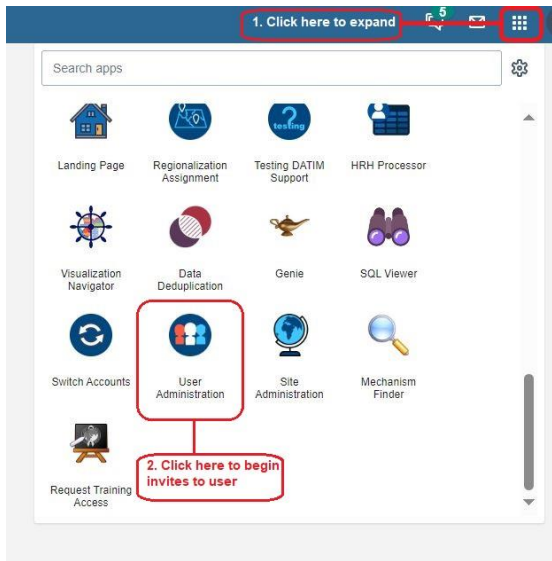 1. Click here to expand
5
Search apps
Landing Page
Regionalization
Assignment
testing
Testing DATIM
Support
HRH Processor
Visualization
Navigator
Data
Deduplication
Genie
SQL Viewer
Switch Accounts
User
Administration
Site
Administration
Mechanism
Finder
Request Training
Access
2. Click here to begin
invites to user